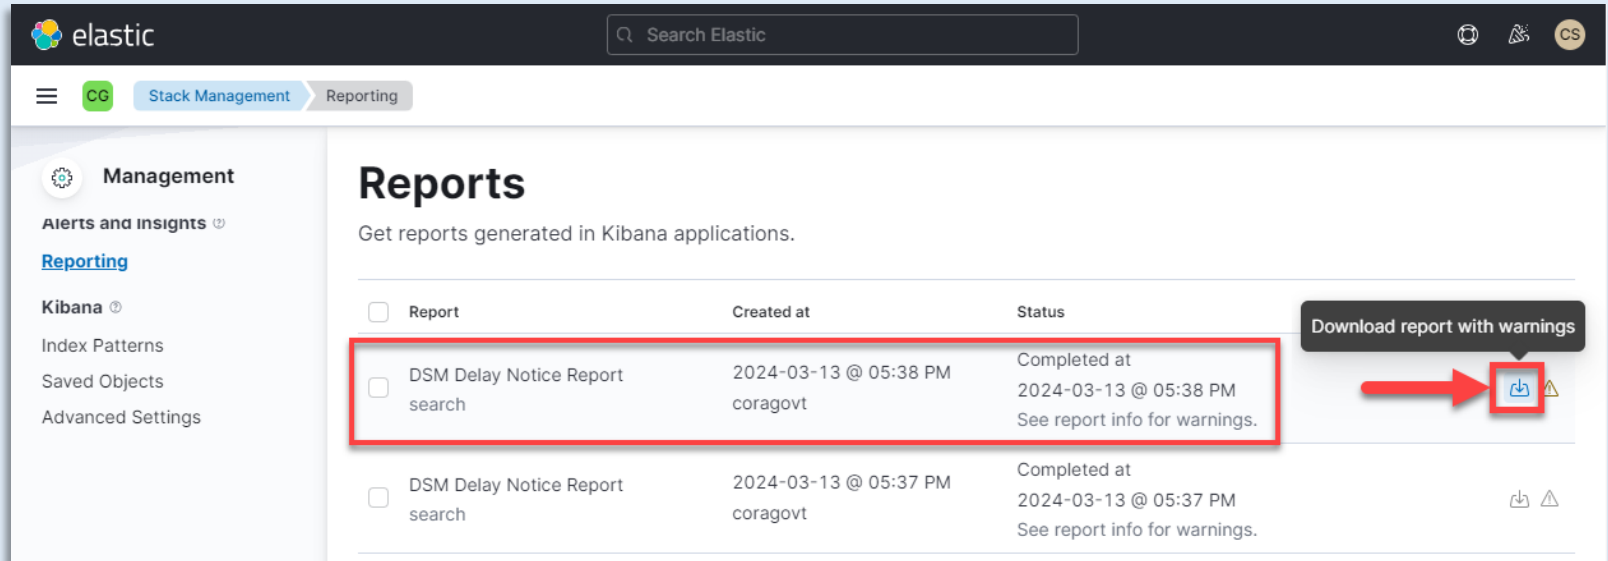 elastic
Search Elastic
CS
CG
Stack Management
Reporting
Management
Alerts and Insights
Reporting
Kibana
Index Patterns
Saved Objects
Advanced Settings
Reports
Get reports generated in Kibana applications.
Report
Created at
Status
Download report with warnings
DSM Delay Notice Report
search
2024-03-13 @ 05:38 PM
coragovt
Completed at
2024-03-13 @ 05:38 PM
See report info for warnings.
DSM Delay Notice Report
search
2024-03-13 @ 05:37 PM
coragovt
Completed at
2024-03-13 @ 05:37 PM
See report info for warnings.